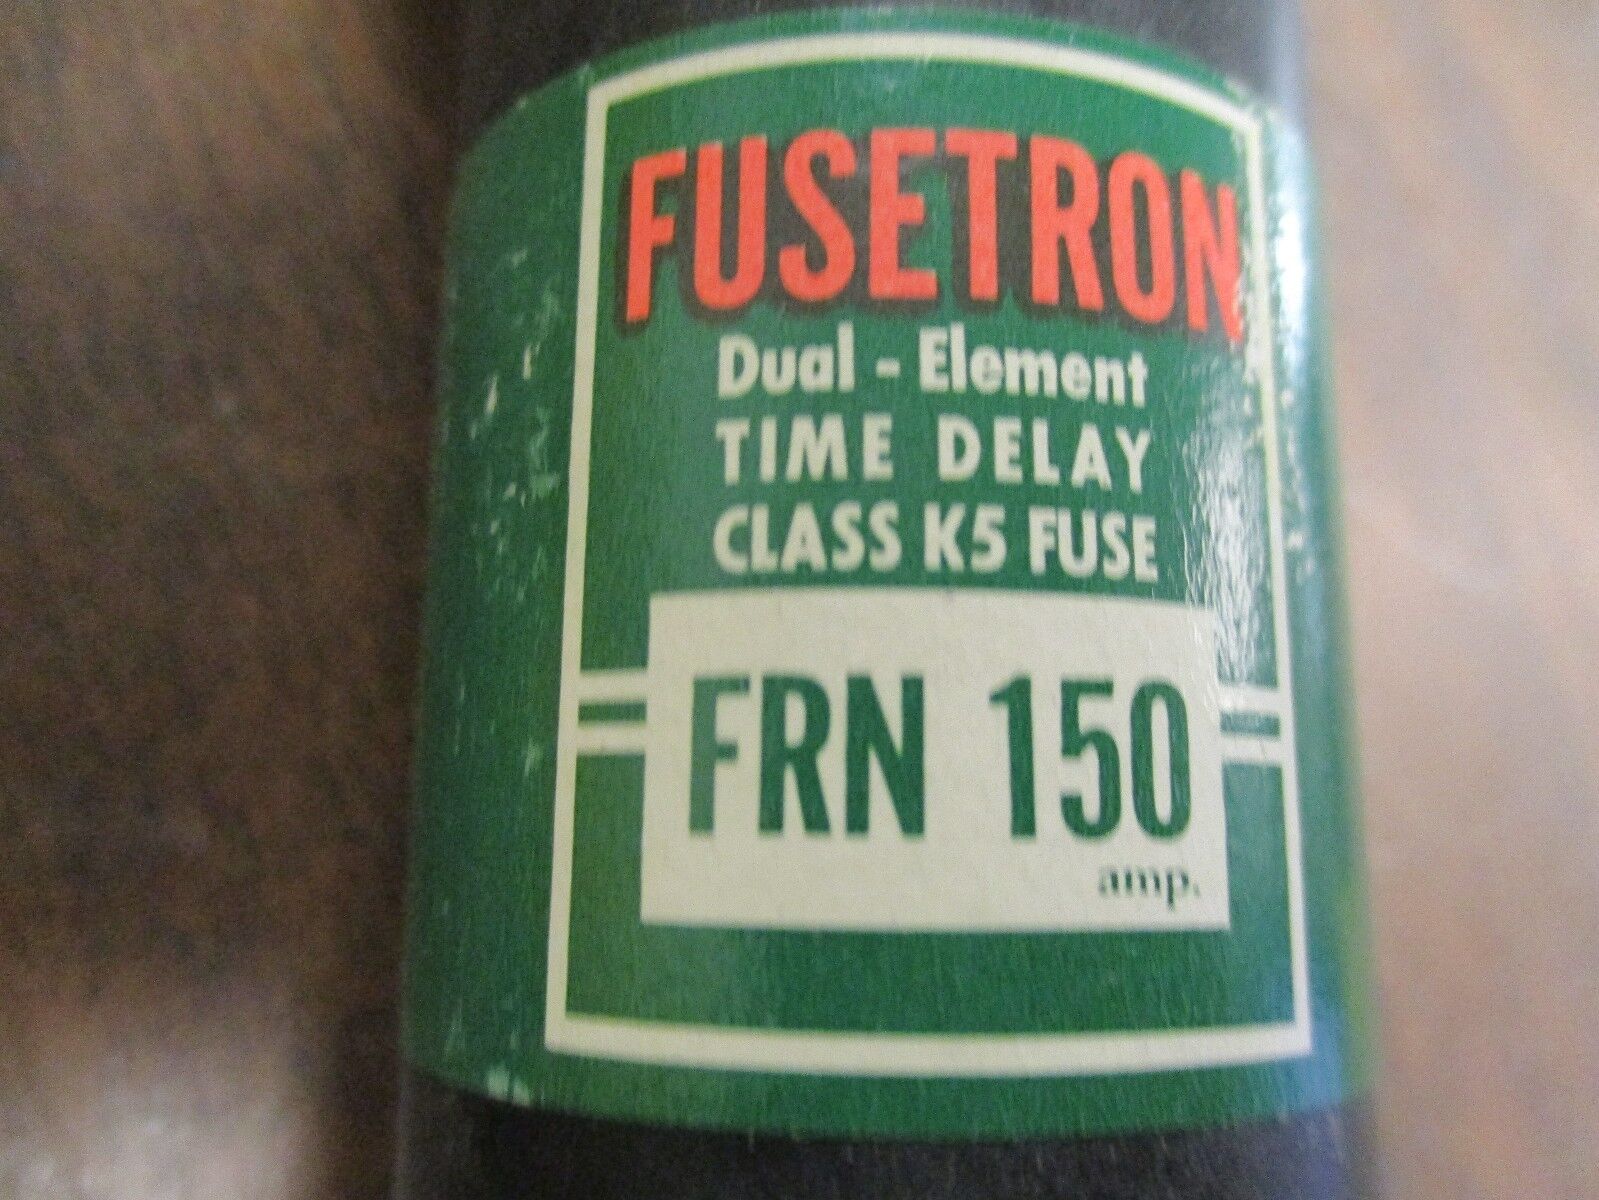 FUSETRON
Dual - Element
TIME DELAY
CLASS K5 FUSE
FRN 150
amp.